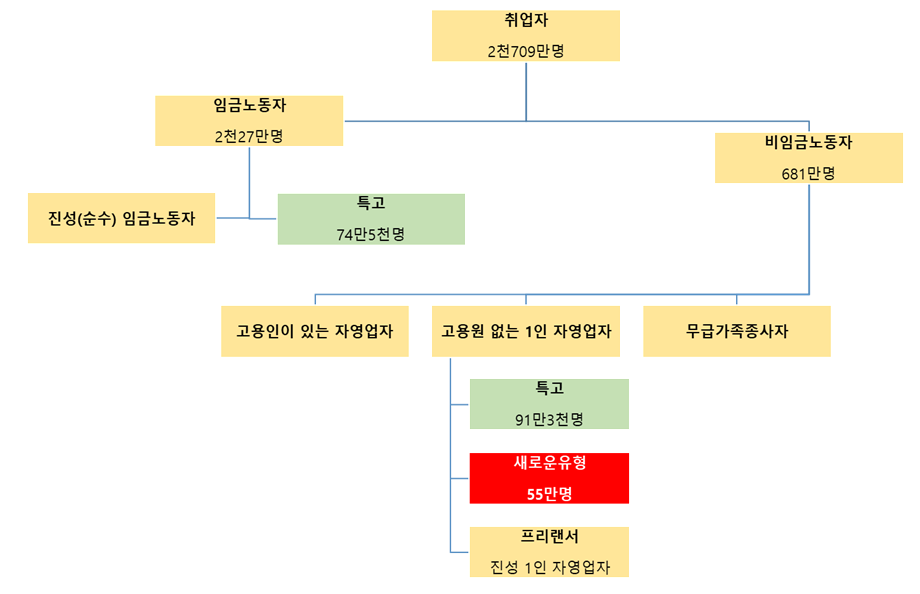 취업자
2천709만명
임금노동자
2천27만명
비임금노동자
681만명
진성(순수) 임금노동자
특고
74만5천명
고용인이 있는 자영업자
고용원 없는 1인 자영업자
무급가족종사자
특고
91만3천명
새로운유형
55만명
프리랜서
진성 1인 자영업자